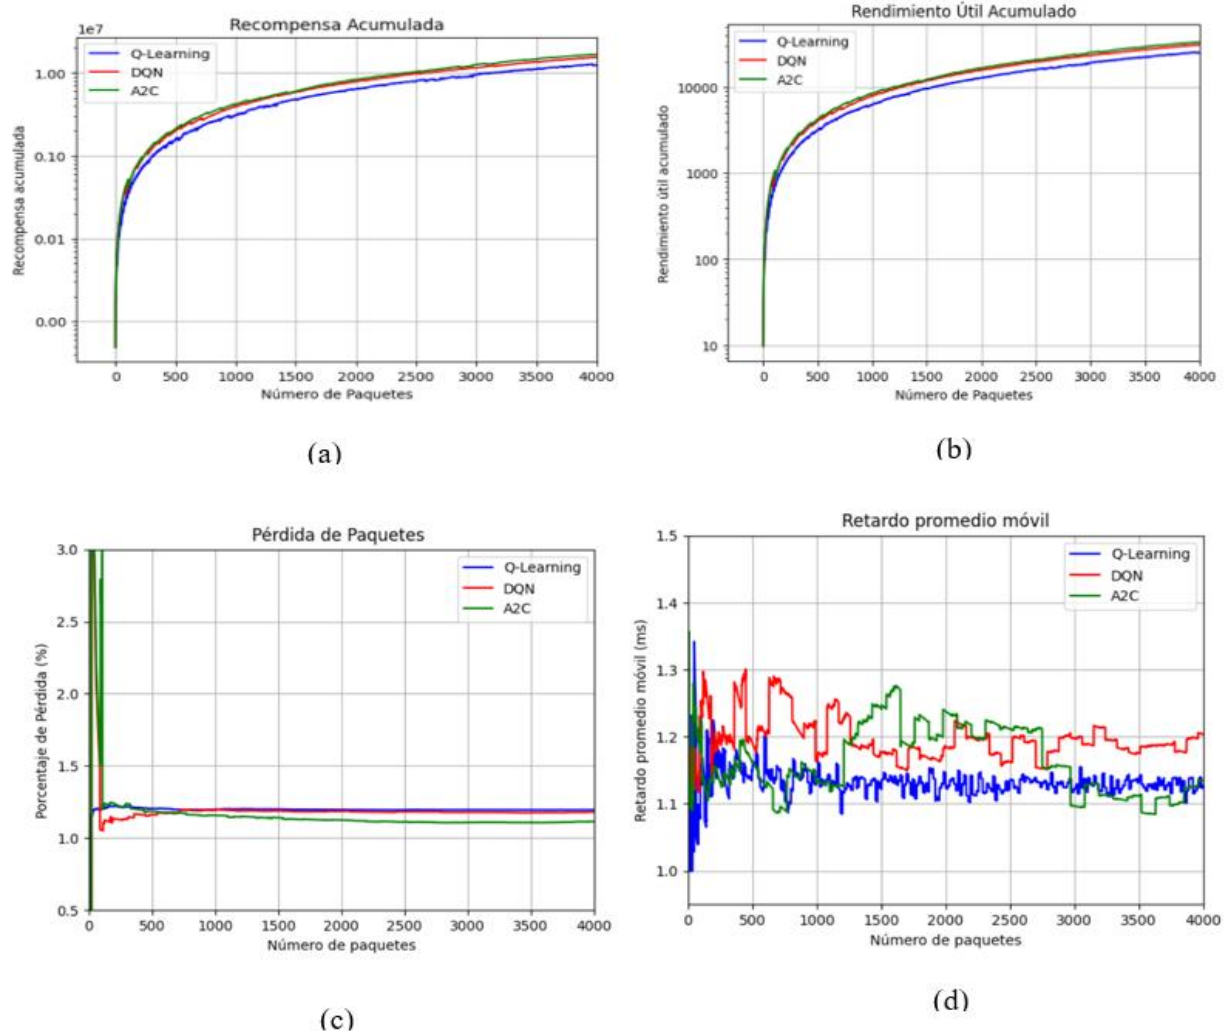 Recompensa Acumulada
1e7
Q-Learning
DQN
A2C
1.00
0.10
0.01
0.00
Recompensa acumulada
0 500 1000 1500 2000 2500 3000 3500 4000
Número de Paquetes
(a)
Rendimiento Útil Acumulado
Q-Learning
DQN
A2C
10000
1000
100
10
Rendimiento útil acumulado
0 500 1000 1500 2000 2500 3000 3500 4000
Número de Paquetes
(b)
Pérdida de Paquetes
Q-Learning
DQN
A2C
3.0
2.5
2.0
1.5
1.0
0.5
Porcentaje de Pérdida (%)
0 500 1000 1500 2000 2500 3000 3500 4000
Número de paquetes
(c)
Retardo promedio móvil
Q-Learning
DQN
A2C
1.5
1.4
1.3
1.2
1.1
1.0
Retardo promedio móvil (ms)
0 500 1000 1500 2000 2500 3000 3500 4000
Número de paquetes
(d)